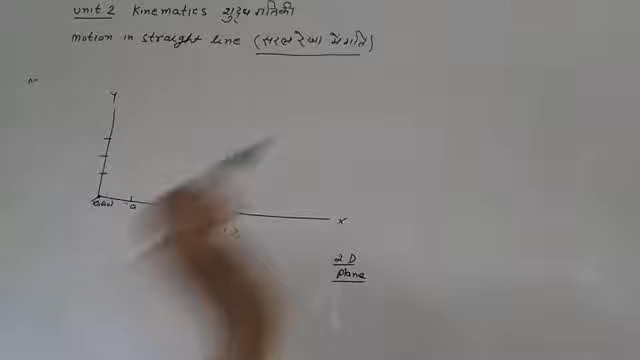 unit 2 Kinematics शुद्ध गतिकी
motion in straight line (सरल रेखा में गति)
Y
X
2 D
Plane